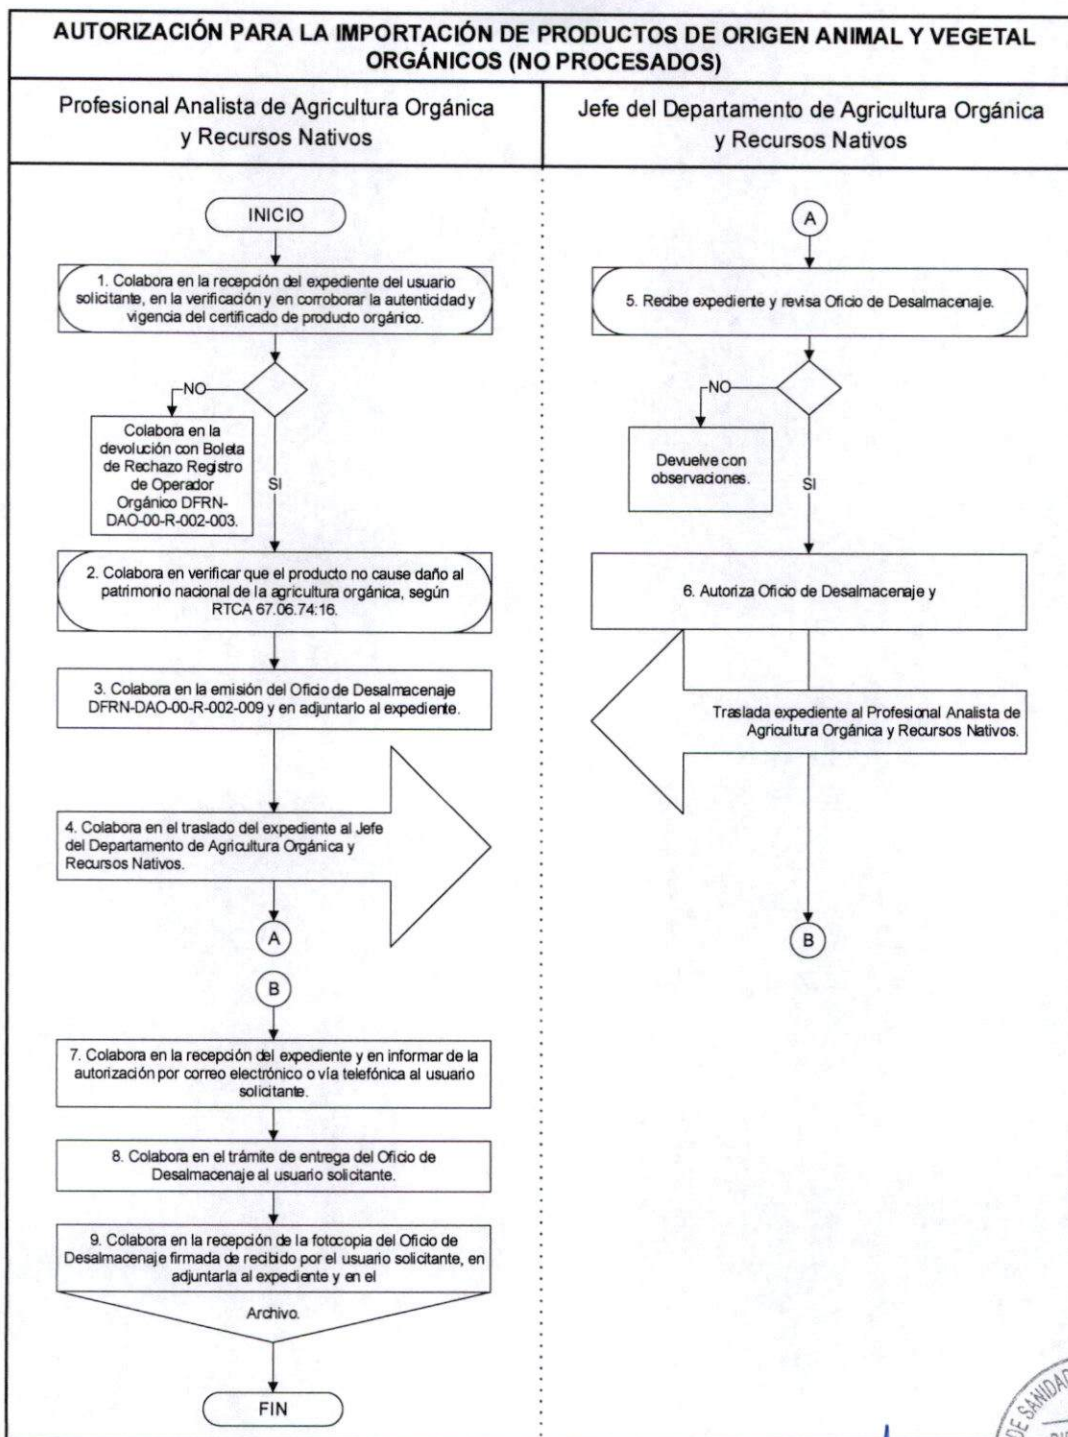 AUTORIZACIÓN PARA LA IMPORTACIÓN DE PRODUCTOS DE ORIGEN ANIMAL Y VEGETAL
ORGÁNICOS (NO PROCESADOS)
Profesional Analista de Agricultura Orgánica
y Recursos Nativos
Jefe del Departamento de Agricultura Orgánica
y Recursos Nativos
INICIO
1. Colabora en la recepción del expediente del usuario
solicitante, en la verificación y en corroborar la autenticidad y
vigencia del certificado de producto orgánico.
NO
Colabora en la
devolución con Boleta
de Rechazo Registro
de Operador
Orgánico DFRN-
DAO-00-R-002-003.
SI
2. Colabora en verificar que el producto no cause daño al
patrimonio nacional de la agricultura orgánica, según
RTCA 67.06.74:16.
3. Colabora en la emisión del Oficio de Desalmacenaje
DFRN-DAO-00-R-002-009 y en adjuntarlo al expediente.
4. Colabora en el traslado del expediente al Jefe
del Departamento de Agricultura Orgánica y
Recursos Nativos.
A
B
7. Colabora en la recepción del expediente y en informar de la
autorización por correo electrónico o vía telefónica al usuario
solicitante.
8. Colabora en el trámite de entrega del Oficio de
Desalmacenaje al usuario solicitante.
9. Colabora en la recepción de la fotocopia del Oficio de
Desalmacenaje firmada de recibido por el usuario solicitante, en
adjuntarla al expediente y en el
Archivo.
FIN
A
5. Recibe expediente y revisa Oficio de Desalmacenaje.
NO
Devuelve con
observaciones.
SI
6. Autoriza Oficio de Desalmacenaje y
Traslada expediente al Profesional Analista de
Agricultura Orgánica y Recursos Nativos.
B
DE SANIDAD